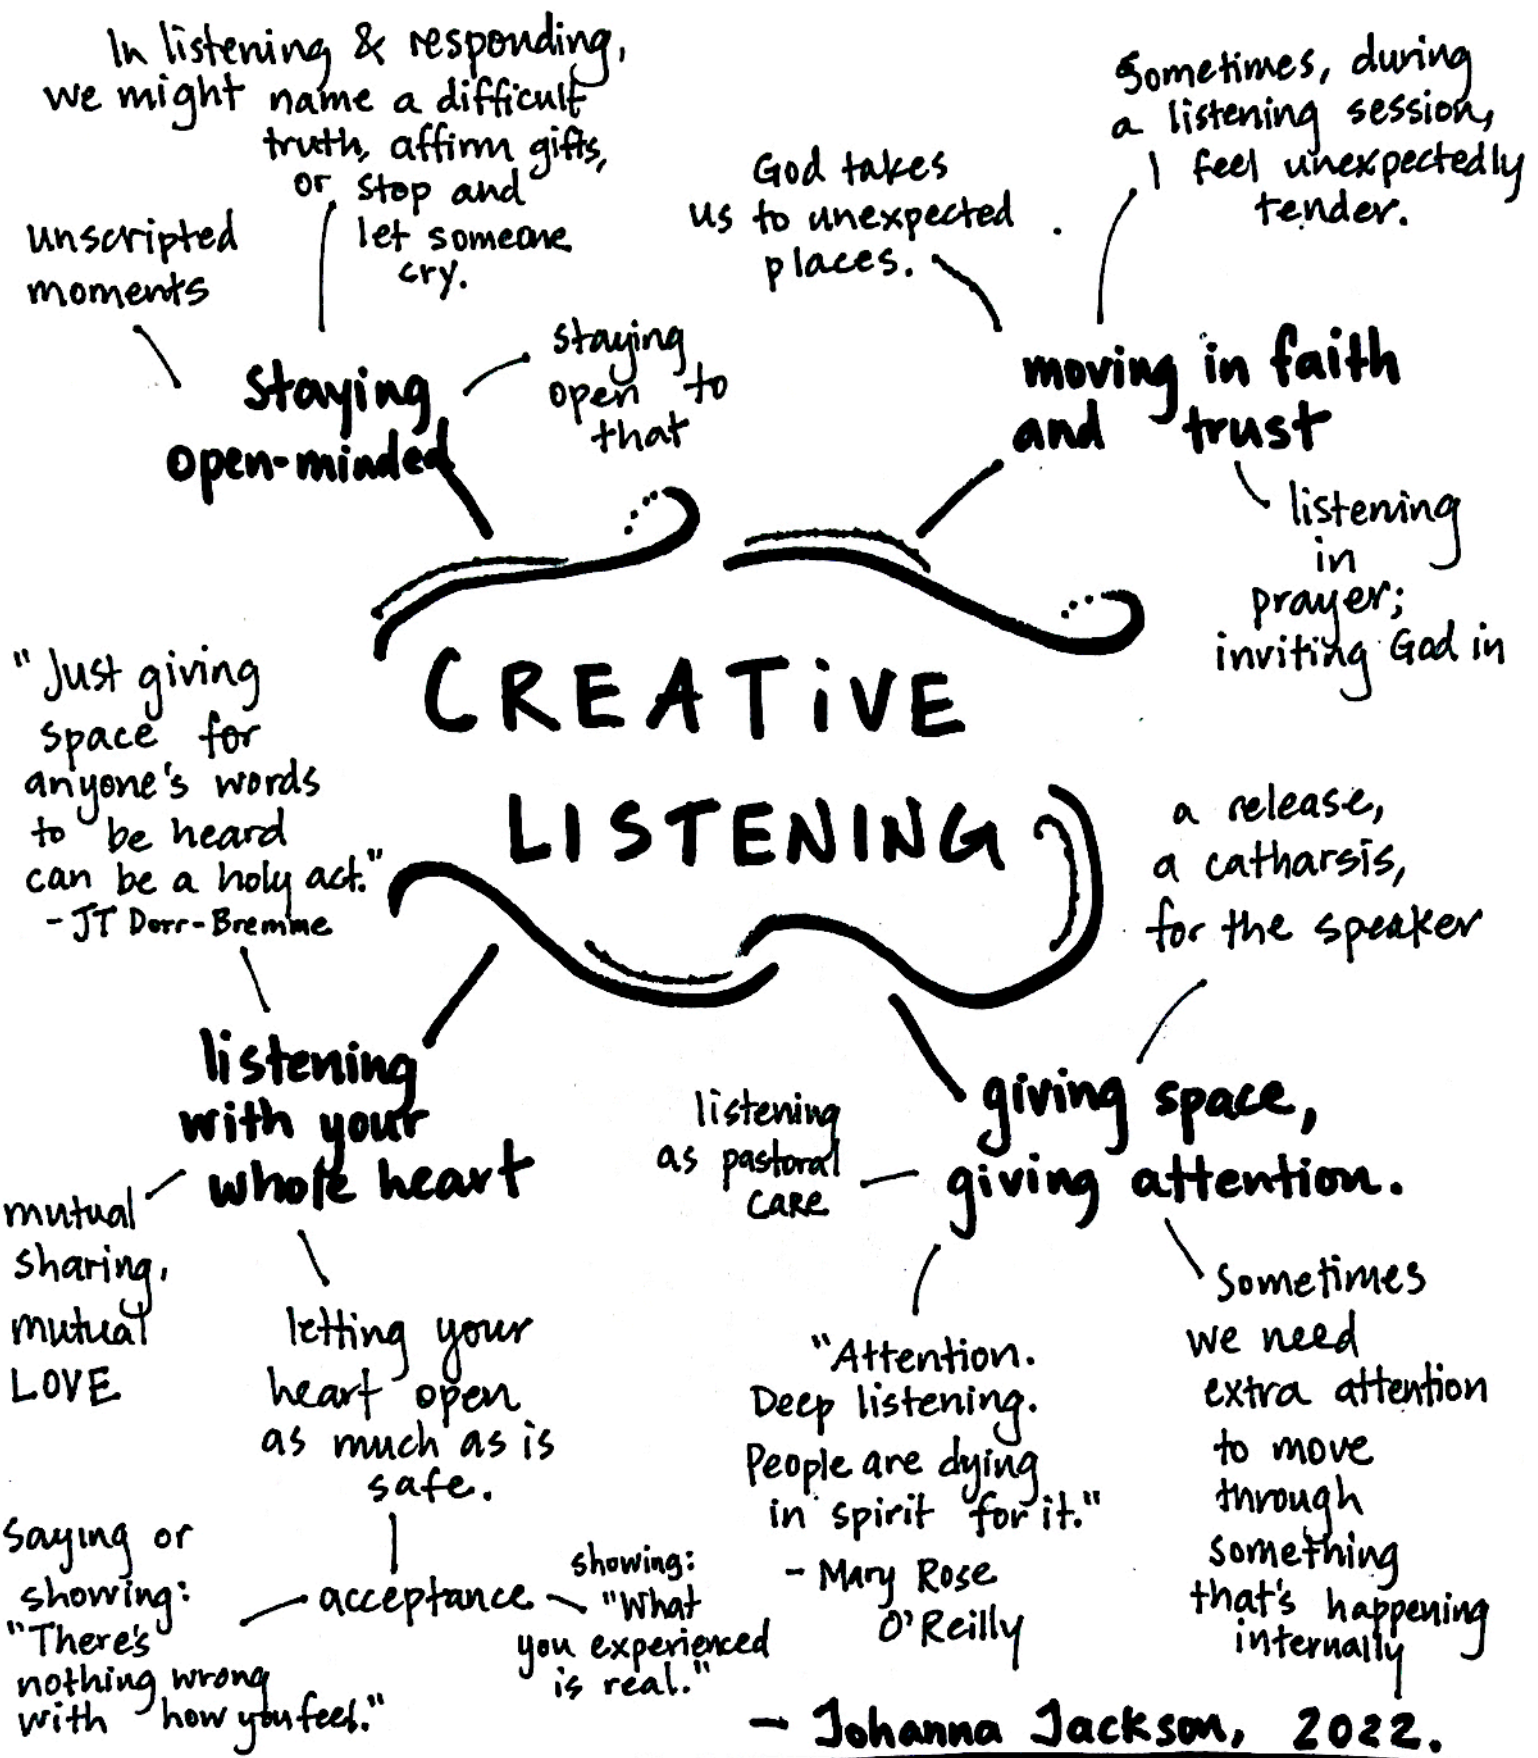 In listening & responding,
we might name a difficult
truth, affirm gifts,
or stop and
let someone
cry.
unscripted
moments
staying
open to
that
Staying
open-minded
God takes
us to unexpected
places.
Sometimes, during
a listening session,
I feel unexpectedly
tender.
moving in faith
and trust
listening
in
prayer;
inviting God in
CREATiVE
LISTENING
"Just giving
space for
anyone's words
to be heard
can be a holy act."
- JT Dorr-Bremme
listening
with your
whole heart
mutual
sharing,
mutual
LOVE
letting your
heart open
as much as is
safe.
acceptance
saying or
showing:
"There's
nothing wrong
with how you feel."
showing:
"What
you experienced
is real."
a release,
a catharsis,
for the speaker
giving space,
giving attention.
listening
as pastoral
CARE
"Attention.
Deep listening.
People are dying
in spirit for it."
- Mary Rose
O'Reilly
Sometimes
we need
extra attention
to move
through
something
that's happening
internally
- Johanna Jackson, 2022.